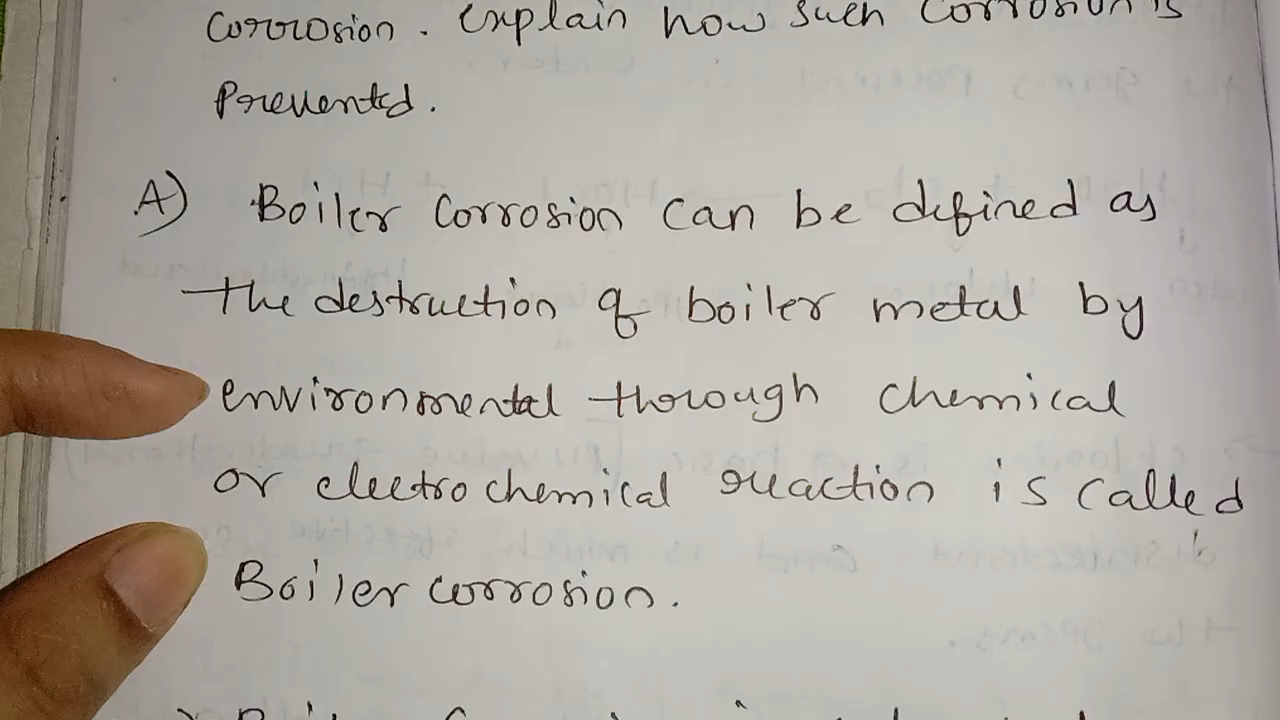 corrosion. Explain how such corrosion is
Prevented.
A) Boiler corrosion can be defined as
the destruction of boiler metal by
environmental through chemical
or electrochemical reaction is called
Boiler corrosion.